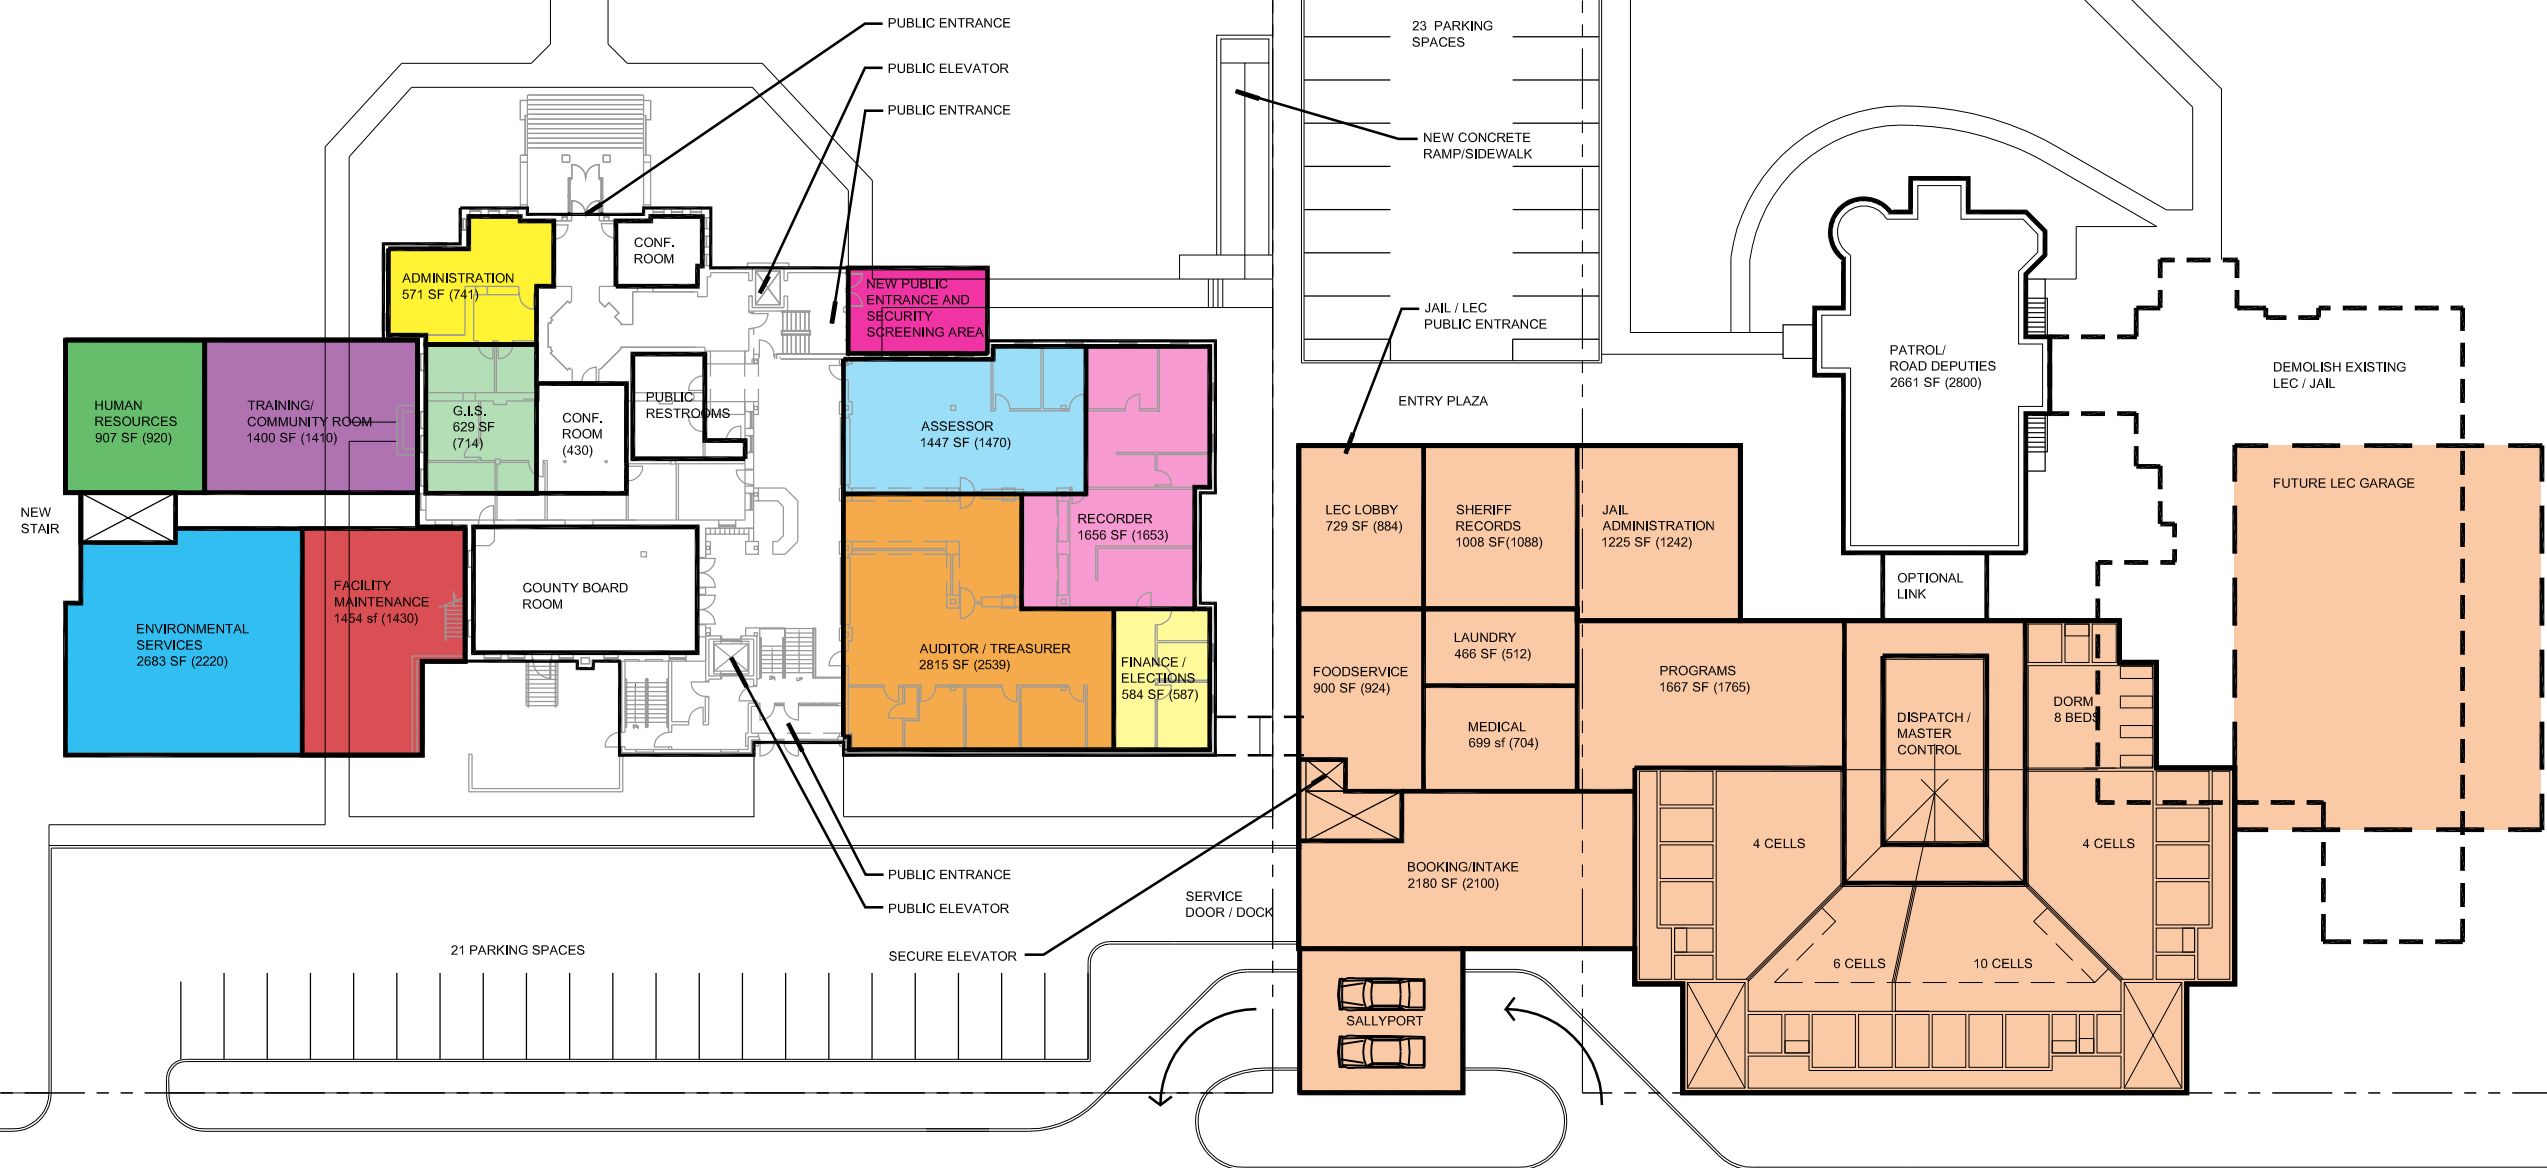 PUBLIC ENTRANCE
PUBLIC ELEVATOR
PUBLIC ENTRANCE
23 PARKING
SPACES
NEW CONCRETE
RAMP/SIDEWALK
CONF.
ROOM
ADMINISTRATION
571 SF (741)
NEW PUBLIC
ENTRANCE AND
SECURITY
SCREENING AREA
JAIL / LEC
PUBLIC ENTRANCE
PATROL/
ROAD DEPUTIES
2661 SF (2800)
DEMOLISH EXISTING
LEC / JAIL
HUMAN
RESOURCES
907 SF (920)
TRAINING/
COMMUNITY ROOM
1400 SF (1410)
G.I.S.
629 SF
(714)
CONF.
ROOM
(430)
PUBLIC
RESTROOMS
ASSESSOR
1447 SF (1470)
ENTRY PLAZA
FUTURE LEC GARAGE
NEW
STAIR
RECORDER
1656 SF (1653)
LEC LOBBY
729 SF (884)
SHERIFF
RECORDS
1008 SF(1088)
JAIL
ADMINISTRATION
1225 SF (1242)
OPTIONAL
LINK
FACILITY
MAINTENANCE
1454 sf (1430)
COUNTY BOARD
ROOM
ENVIRONMENTAL
SERVICES
2683 SF (2220)
AUDITOR / TREASURER
2815 SF (2539)
FINANCE /
ELECTIONS
584 SF (587)
FOODSERVICE
900 SF (924)
LAUNDRY
466 SF (512)
MEDICAL
699 sf (704)
PROGRAMS
1667 SF (1765)
DISPATCH /
MASTER
CONTROL
DORM
8 BEDS
4 CELLS
4 CELLS
PUBLIC ENTRANCE
PUBLIC ELEVATOR
BOOKING/INTAKE
2180 SF (2100)
SERVICE
DOOR / DOCK
21 PARKING SPACES
SECURE ELEVATOR
6 CELLS
10 CELLS
SALLYPORT